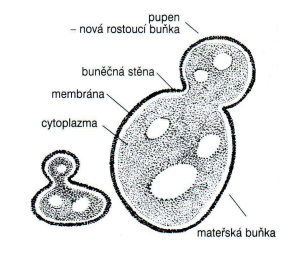 pupen
– nová rostoucí buňka
buněčná stěna
membrána
cytoplazma
mateřská buňka